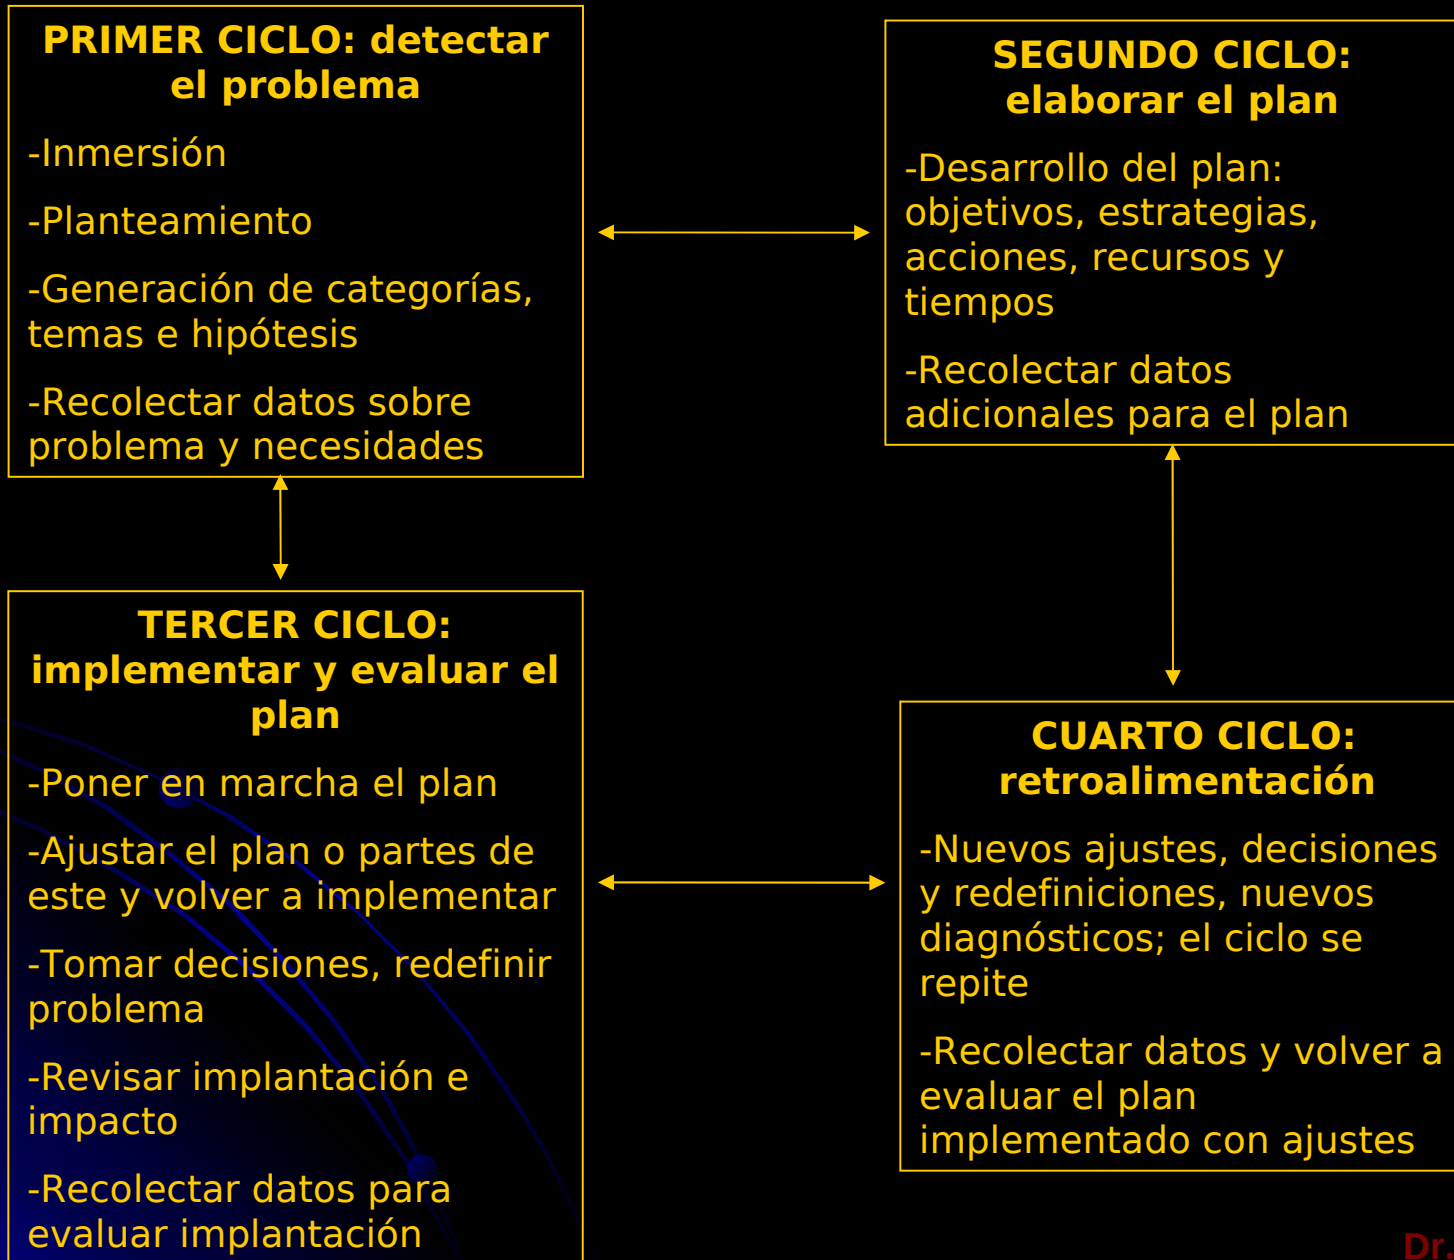 PRIMER CICLO: detectar
el problema
-Inmersión
-Planteamiento
-Generación de categorías,
temas e hipótesis
-Recolectar datos sobre
problema y necesidades
SEGUNDO CICLO:
elaborar el plan
-Desarrollo del plan:
objetivos, estrategias,
acciones, recursos y
tiempos
-Recolectar datos
adicionales para el plan
TERCER CICLO:
implementar y evaluar el
plan
-Poner en marcha el plan
-Ajustar el plan o partes de
este y volver a implementar
-Tomar decisiones, redefinir
problema
-Revisar implantación e
impacto
-Recolectar datos para
evaluar implantación
CUARTO CICLO:
retroalimentación
-Nuevos ajustes, decisiones
y redefiniciones, nuevos
diagnósticos; el ciclo se
repite
-Recolectar datos y volver a
evaluar el plan
implementado con ajustes
Dr.